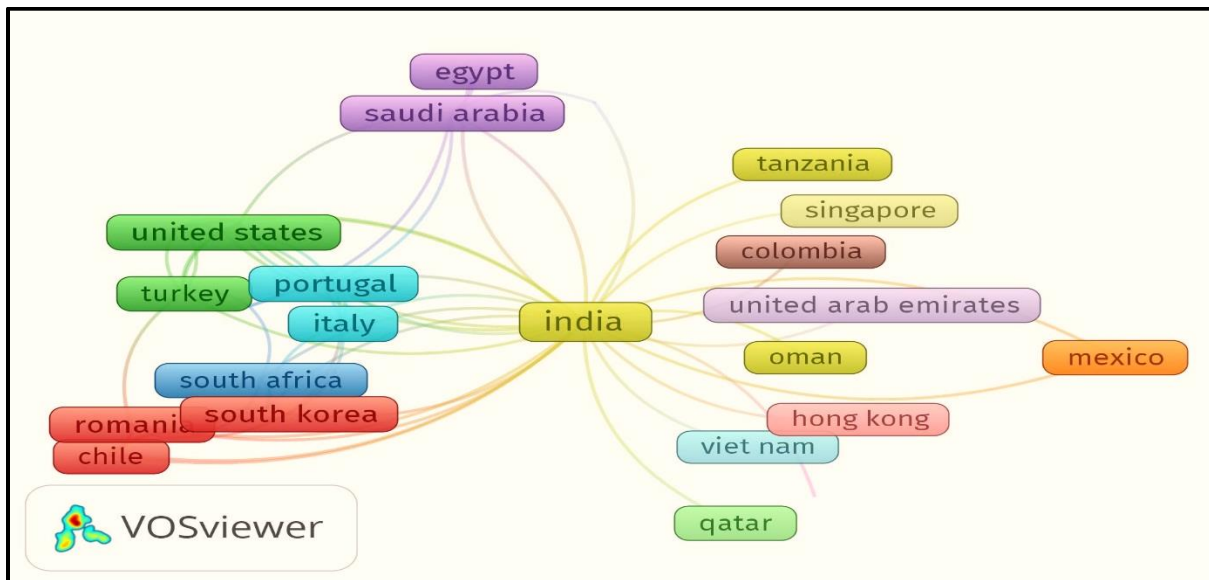 egypt
saudi arabia
tanzania
singapore
united states
colombia
portugal
turkey
united arab emirates
italy
india
oman
mexico
south africa
south korea
romania
hong kong
viet nam
chile
qatar
VOSviewer